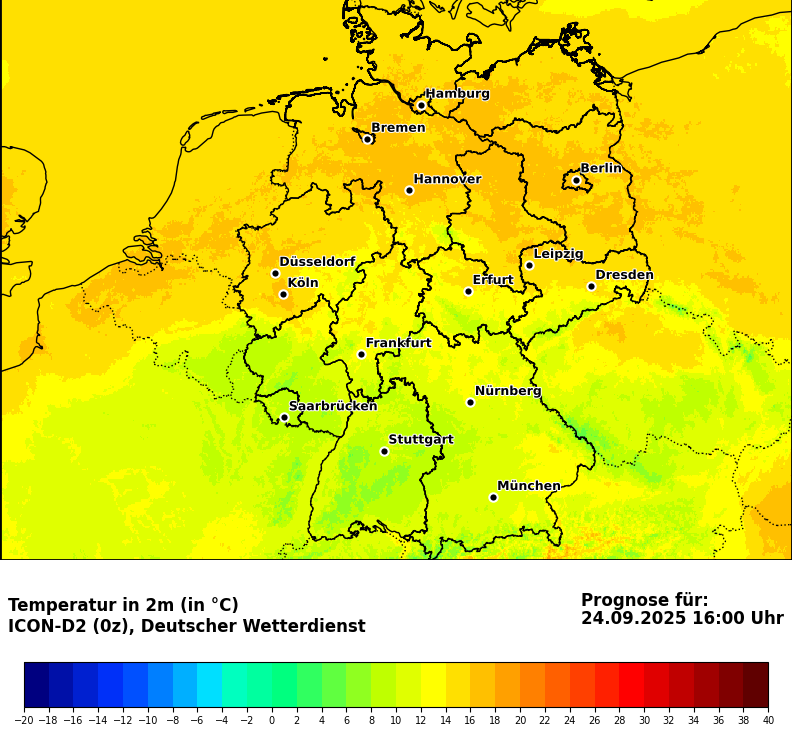 Hamburg
Bremen
Berlin
Hannover
Leipzig
Düsseldorf
Dresden
Erfurt
Köln
Frankfurt
Nürnberg
Saarbrücken
Stuttgart
München
Temperatur in 2m (in °C)
ICON-D2 (0z), Deutscher Wetterdienst
Prognose für:
24.09.2025 16:00 Uhr
−20 −18 −16 −14 −12 −10 −8 −6 −4 −2 0 2 4 6 8 10 12 14 16 18 20 22 24 26 28 30 32 34 36 38 40